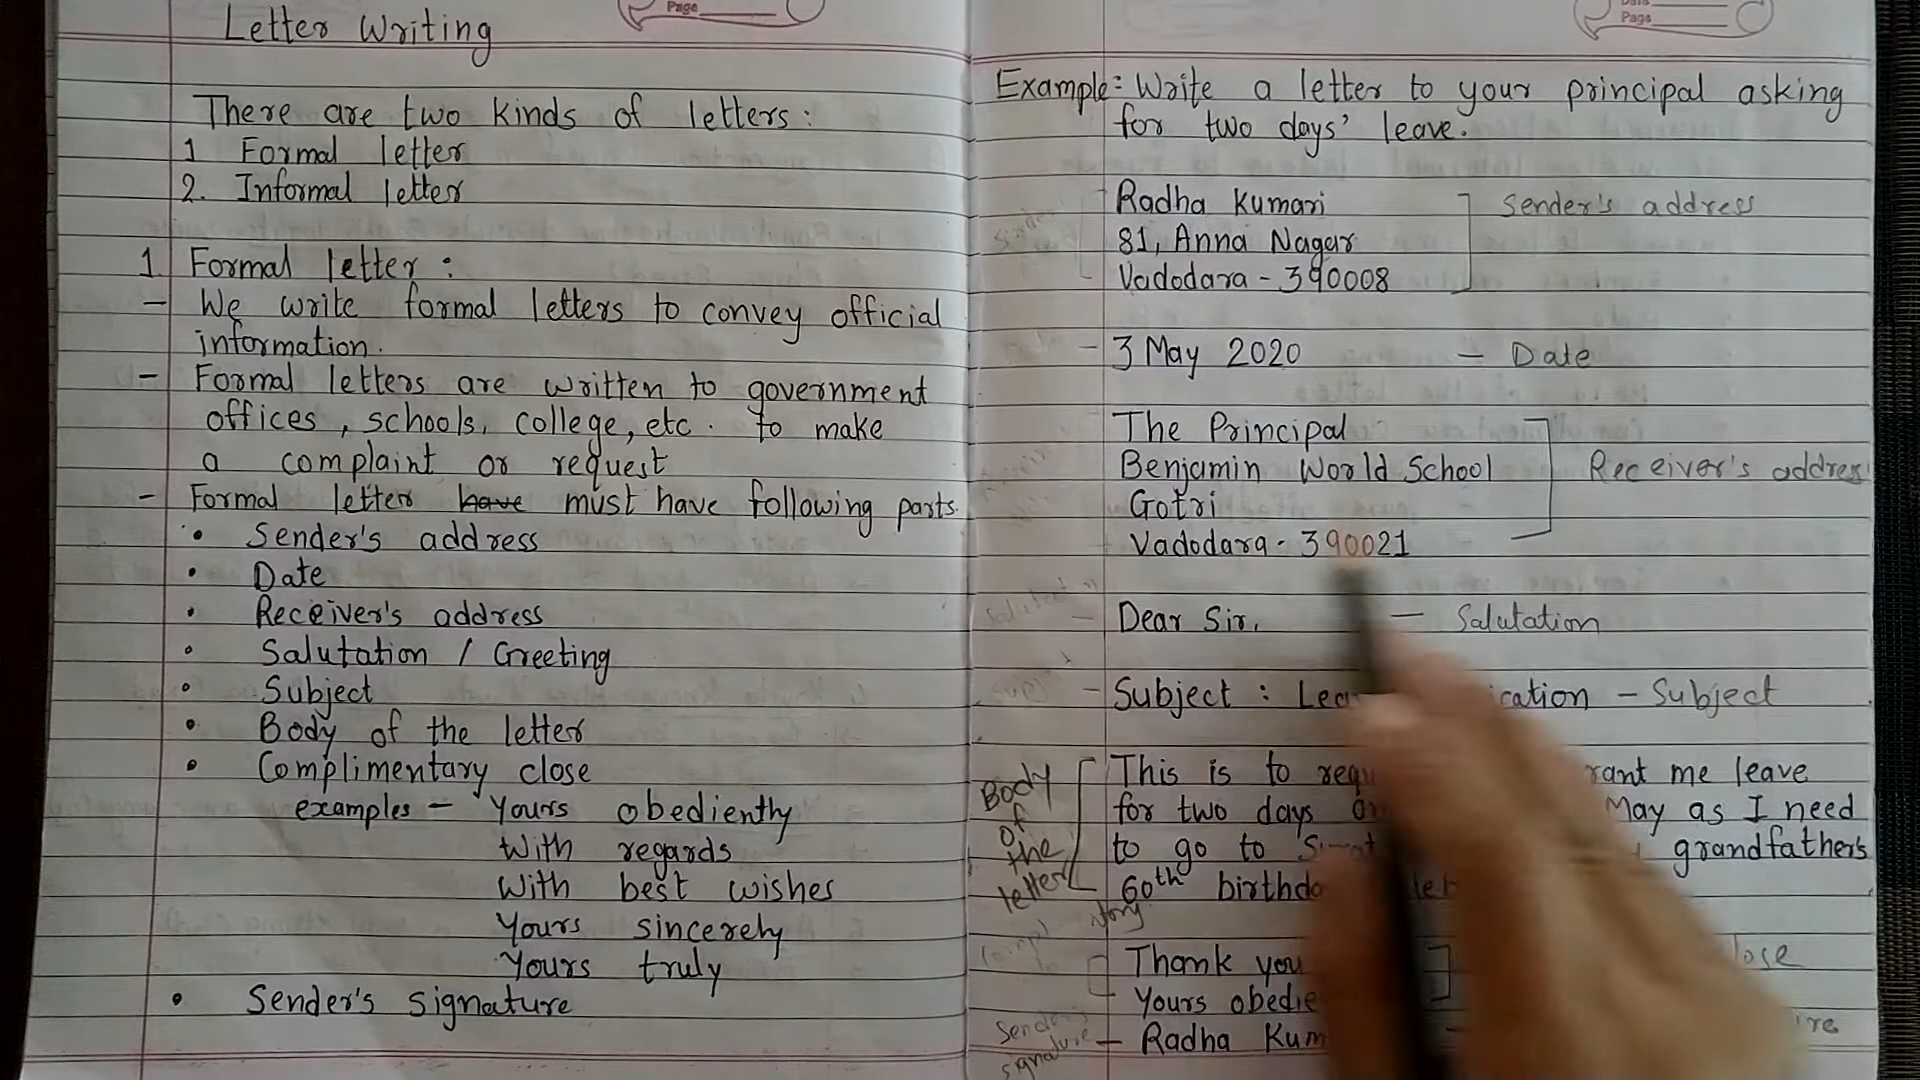 Page
Letter Writing
There are two kinds of letters:
1 Formal letter
2. Informal letter
1. Formal letter :
- We write formal letters to convey official
information.
- Formal letters are written to government
offices, schools, college, etc. to make
a complaint or request
- Formal letter have must have following parts.
• Sender's address
• Date
• Receiver's address
• Salutation / Greeting
• Subject
• Body of the letter
• Complimentary close
examples - Yours obediently
With regards
With best wishes
Yours sincerely
Yours truly
• Sender's signature
Page
Example:- Write a letter to your principal asking
for two days' leave.
Radha Kumari
Sender's address
81, Anna Nagar
Vadodara - 390008
- 3 May 2020 - Date
The Principal
Benjamin World School
Receiver's addres
Gotri
Vadodara - 390021
- Dear Sir, - Salutation
- Subject : Lea ication - Subject
Body of the letter
This is to requ rant me leave
for two days May as I need
to go to grandfather's
60th birthda
Thank you
lose
Yours obedie
Sender's signature
- Radha Kum
re